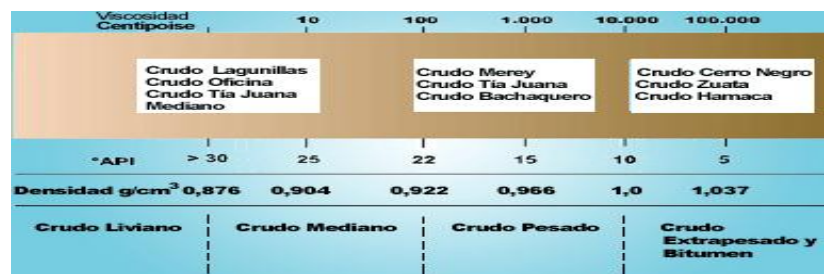 Viscosidad
Centipoise 10 100 1.000 10.000 100.000
Crudo Lagunillas
Crudo Oficina
Crudo Tía Juana
Mediano
Crudo Merey
Crudo Tía Juana
Crudo Bachaquero
Crudo Cerro Negro
Crudo Zuata
Crudo Hamaca
°API > 30 25 22 15 10 5
Densidad g/cm³ 0,876 0,904 0,922 0,966 1,0 1,037
Crudo Liviano
Crudo Mediano
Crudo Pesado
Crudo
Extrapesado y
Bitumen